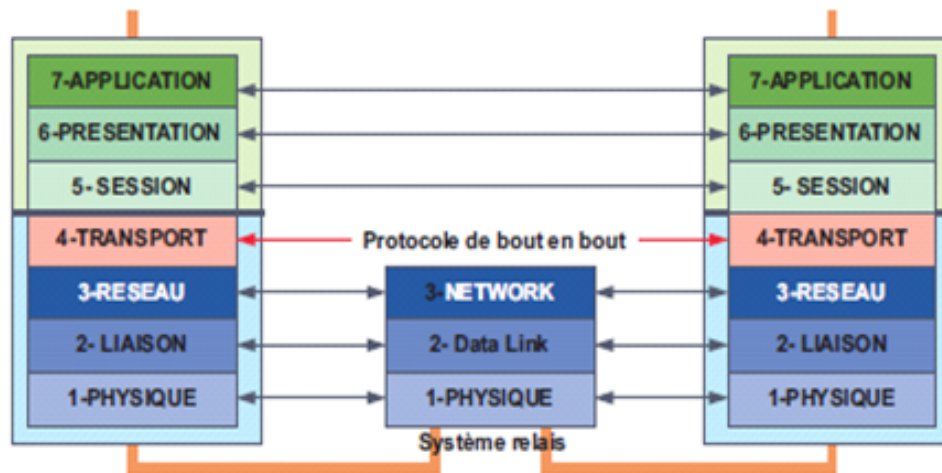 7-APPLICATION
6-PRESENTATION
5- SESSION
4-TRANSPORT
3-RESEAU
2- LIAISON
1-PHYSIQUE
Protocole de bout en bout
3-NETWORK
2- Data Link
1-PHYSIQUE
Système relais
7-APPLICATION
6-PRESENTATION
5- SESSION
4-TRANSPORT
3-RESEAU
2- LIAISON
1-PHYSIQUE